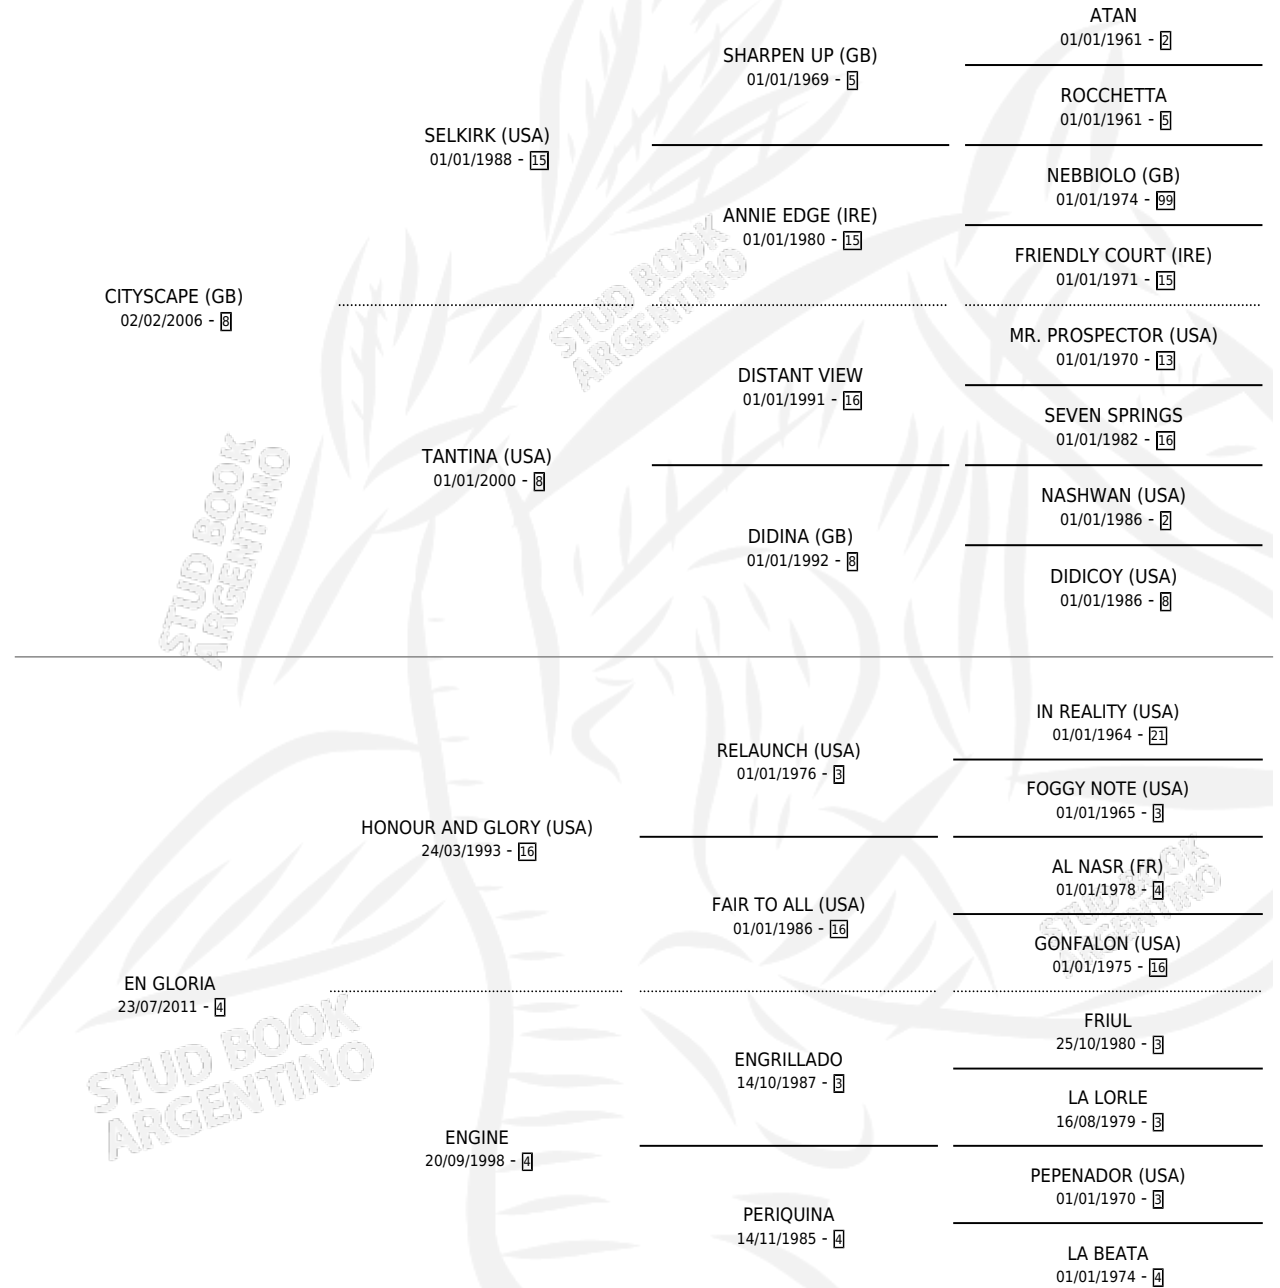 ATAN
01/01/1961 - 2
SHARPEN UP (GB)
01/01/1969 - 5
ROCCHETTA
01/01/1961 - 5
SELKIRK (USA)
01/01/1988 - 15
NEBBIOLO (GB)
01/01/1974 - 99
ANNIE EDGE (IRE)
01/01/1980 - 15
FRIENDLY COURT (IRE)
01/01/1971 - 15
CITYSCAPE (GB)
02/02/2006 - 8
MR. PROSPECTOR (USA)
01/01/1970 - 13
DISTANT VIEW
01/01/1991 - 16
SEVEN SPRINGS
01/01/1982 - 16
TANTINA (USA)
01/01/2000 - 8
NASHWAN (USA)
01/01/1986 - 2
DIDINA (GB)
01/01/1992 - 8
DIDICOY (USA)
01/01/1986 - 8
IN REALITY (USA)
01/01/1964 - 21
RELAUNCH (USA)
01/01/1976 - 3
FOGGY NOTE (USA)
01/01/1965 - 3
HONOUR AND GLORY (USA)
24/03/1993 - 16
AL NASR (FR)
01/01/1978 - 4
FAIR TO ALL (USA)
01/01/1986 - 16
GONFALON (USA)
01/01/1975 - 16
EN GLORIA
23/07/2011 - 4
FRIUL
25/10/1980 - 3
ENGRILLADO
14/10/1987 - 3
LA LORLE
16/08/1979 - 3
ENGINE
20/09/1998 - 4
PEPENADOR (USA)
01/01/1970 - 3
PERIQUINA
14/11/1985 - 4
LA BEATA
01/01/1974 - 4
STUD BOOK
ARGENTINO
STUD BOOK
ARGENTINO
STUD BOOK
ARGENTINO
STUD BOOK
ARGENTINO